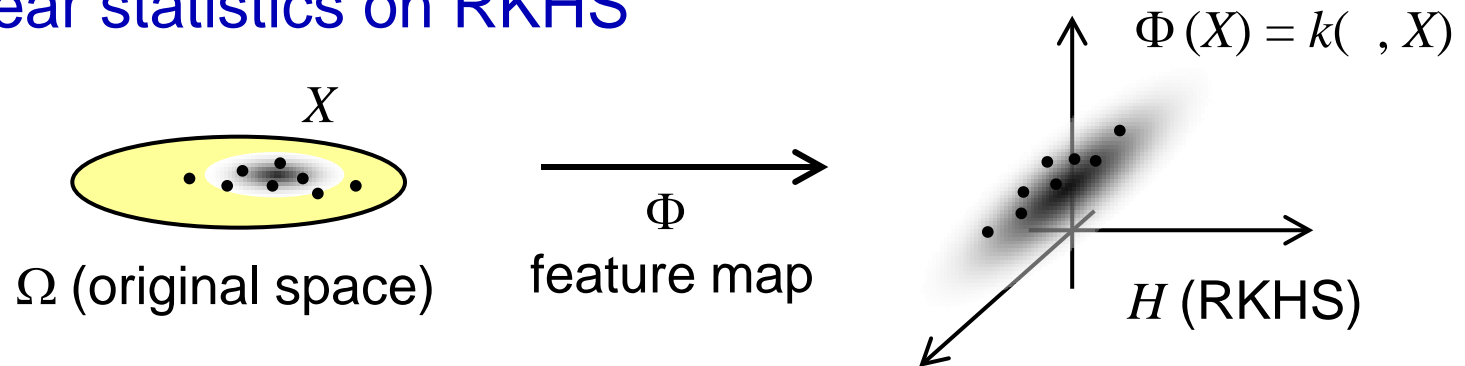 ear statistics on RKHS
Φ (X) = k( , X)
X
Φ
feature map
Ω (original space)
H (RKHS)